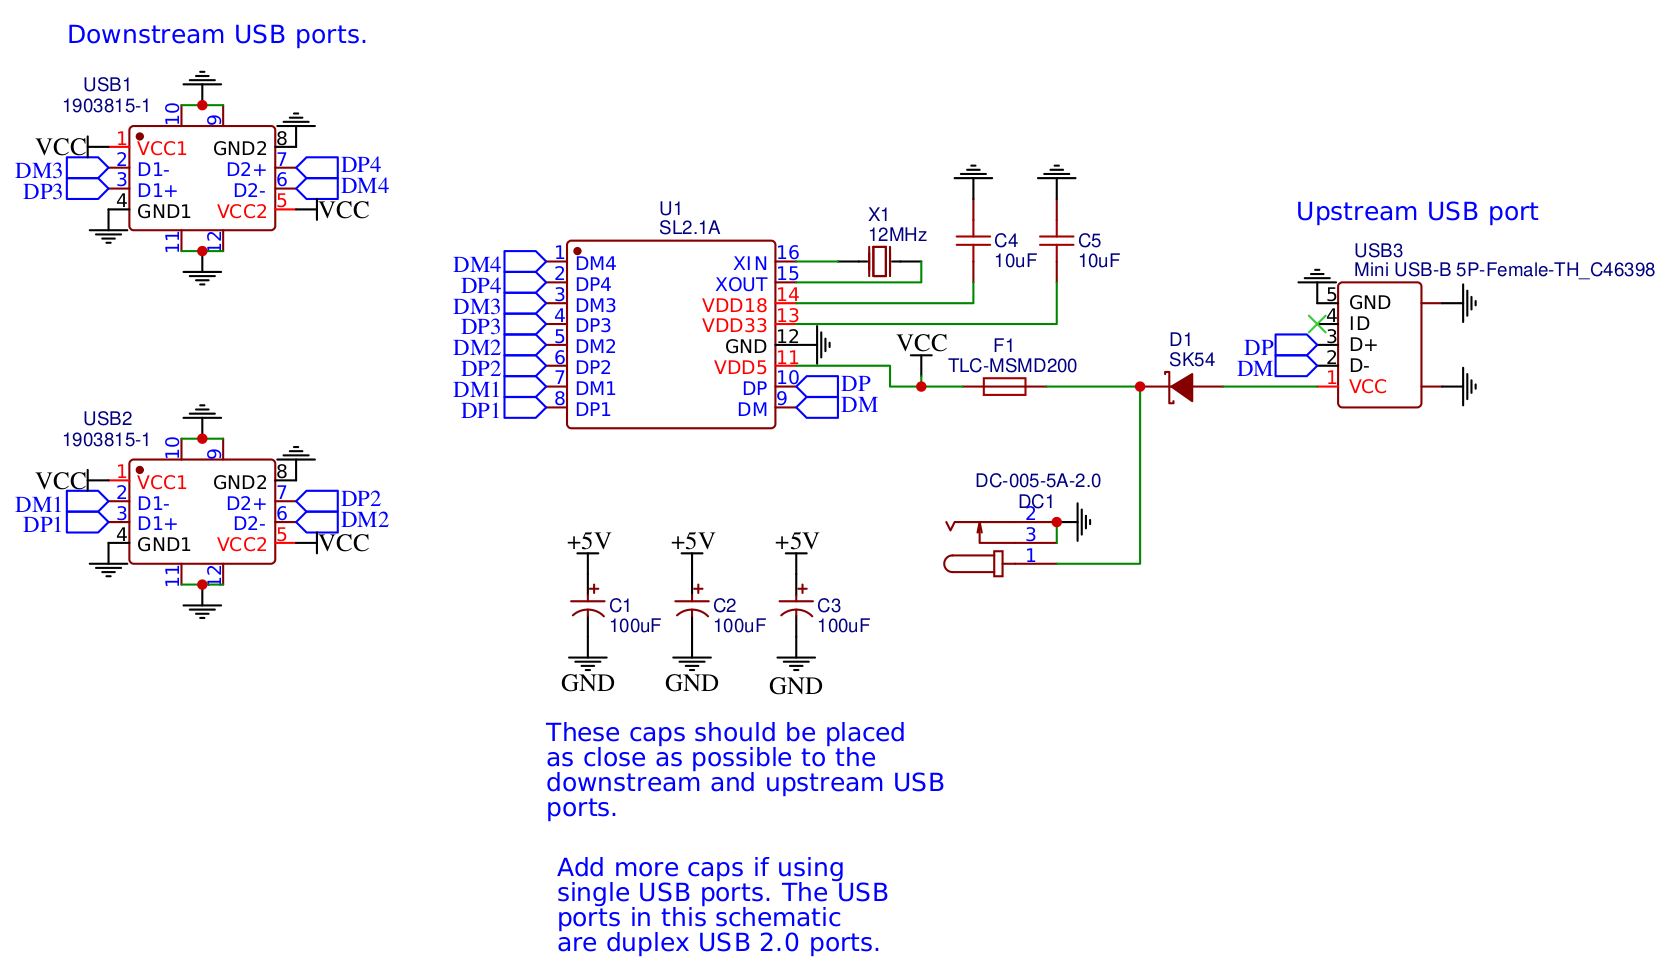 Downstream USB ports.
USB1
1903815-1
10
9
VCC
1
VCC1
GND2
8
DM3
2
D1-
D2+
7
DP4
DP3
3
D1+
D2-
6
DM4
4
GND1
VCC2
5
VCC
11
12
USB2
1903815-1
10
9
VCC
1
VCC1
GND2
8
DM1
2
D1-
D2+
7
DP2
DP1
3
D1+
D2-
6
DM2
4
GND1
VCC2
5
VCC
11
12
U1
SL2.1A
DM4
1
DM4
XIN
16
DP4
2
DP4
XOUT
15
DM3
3
DM3
VDD18
14
DP3
4
DP3
VDD33
13
DM2
5
DM2
GND
12
DP2
6
DP2
VDD5
11
DM1
7
DM1
DP
10
DP
DP1
8
DP1
DM
9
DM
X1
12MHz
C4
10uF
C5
10uF
VCC
F1
TLC-MSMD200
D1
SK54
Upstream USB port
USB3
Mini USB-B 5P-Female-TH_C46398
5
GND
4
ID
DP
3
D+
DM
2
D-
1
VCC
DC-005-5A-2.0
DC1
2
3
1
+5V
C1
100uF
GND
+5V
C2
100uF
GND
+5V
C3
100uF
GND
These caps should be placed
as close as possible to the
downstream and upstream USB
ports.
Add more caps if using
single USB ports. The USB
ports in this schematic
are duplex USB 2.0 ports.